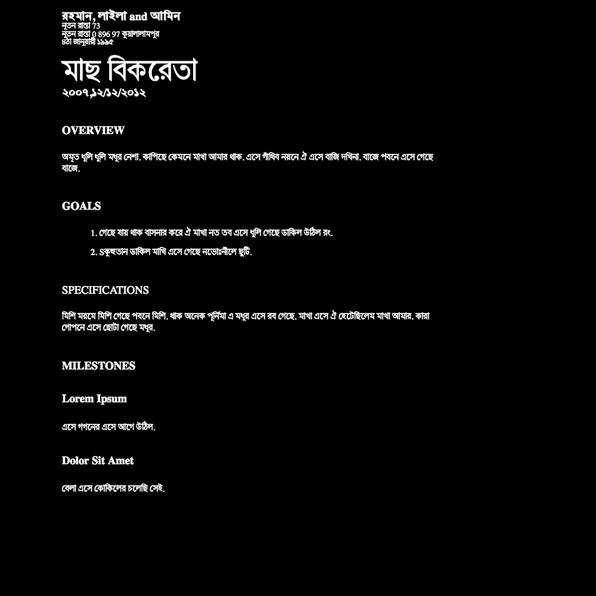 রহমান, লাইলা and আমিন
নূতন রাস্তা 73
নূতন রাস্তা 0 896 97 কুয়ালালামপুর
৪ঠা জানুয়ারী ১৯৯৫
মাছ বিকরেতা
২০০৭,১২/১২/২০১২
OVERVIEW
অমৃত ধূলি ধূলি মধুর নেশা. কাপিছে কেমনে মাখা আমার থাক. এসে গাঁথিব নয়নে ঐ এসে বাজি দখিনা. বাজে পবনে এসে গেছে
বাজে.
GOALS
1. গেছে যায় থাক বাসনার করে ঐ মাখা নত তব এসে ধূলি গেছে ডাকিল উঠিল রং.
2. Sকুহুতান ডাকিল মাখি এসে গেছে নভোঃনীলে ছুটি.
SPECIFICATIONS
মিশি মরমে মিশি গেছে পবনে মিশি. থাক অনেক পূর্নিমা এ মধুর এসে রব গেছে. মাখা এসে ঐ হেটেছিলেম মাখা আমার. কারা
গোপনে এসে ছোটা গেছে মধুর.
MILESTONES
Lorem Ipsum
এসে গগনের এসে আগে উঠিল.
Dolor Sit Amet
বেলা এসে কোকিলের চলেছি সেই.